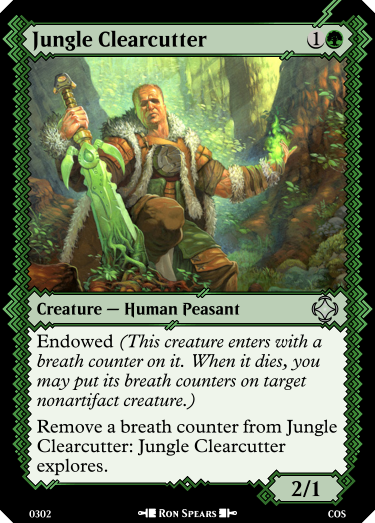 Jungle Clearcutter 1
Creature — Human Peasant
Endowed (This creature enters with a
breath counter on it. When it dies, you
may put its breath counters on target
nonartifact creature.)
Remove a breath counter from Jungle
Clearcutter: Jungle Clearcutter
explores.
2/1
0302 Ron Spears COS